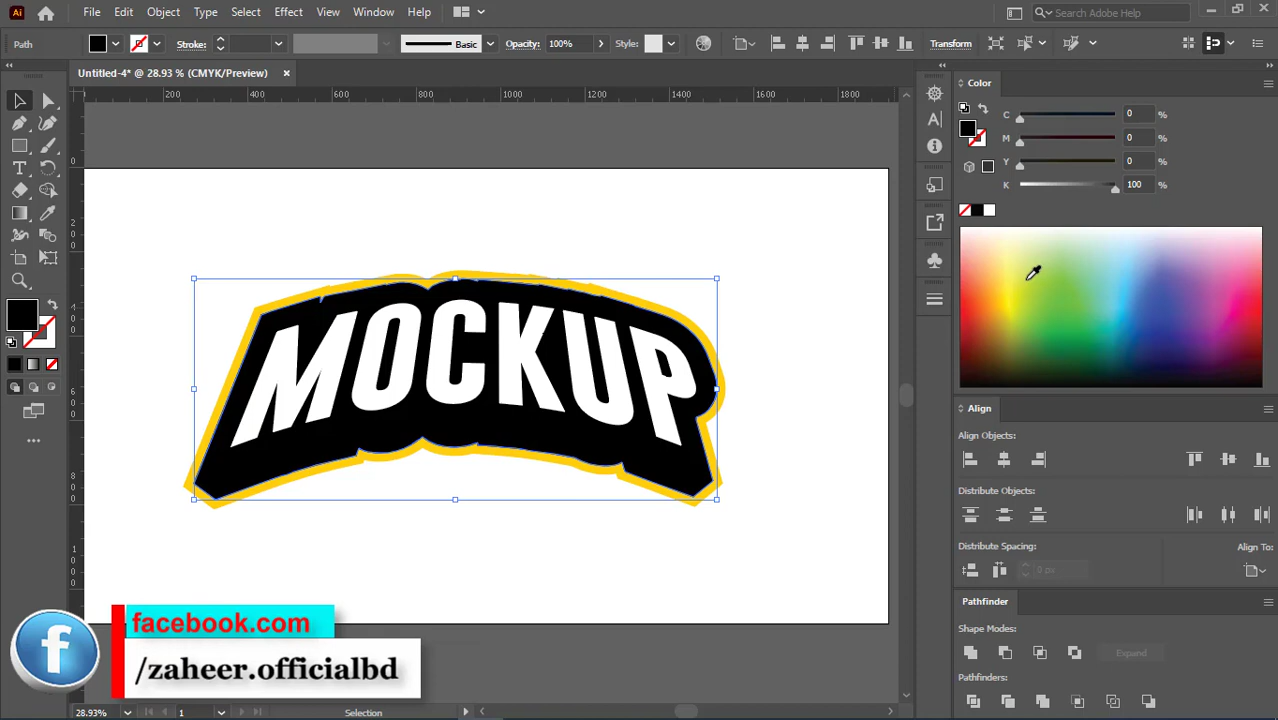 File Edit Object Type Select Effect View Window Help
Search Adobe Help
Path
Stroke:
Basic
Opacity: 100%
Style:
Transform
Untitled-4* @ 28.93 % (CMYK/Preview)
200 400 600 800 1000 1200 1400 1600 1800
Color
C 0 %
M 0 %
Y 0 %
K 100 %
MOCKUP
Align
Align Objects:
Distribute Objects:
Distribute Spacing:
Align To:
0 px
Pathfinder
Shape Modes:
Expand
Pathfinders:
facebook.com
/zaheer.officialbd
28.93% 1 Selection